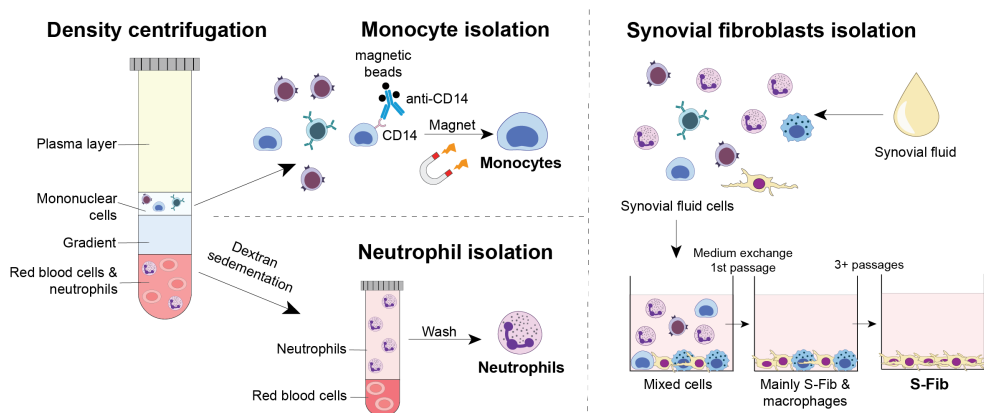 Density centrifugation
Plasma layer
Mononuclear
cells
Gradient
Red blood cells &
neutrophils
Monocyte isolation
magnetic
beads
anti-CD14
CD14
Magnet
Monocytes
Dextran
sedementation
Neutrophil isolation
Neutrophils
Red blood cells
Wash
Neutrophils
Synovial fibroblasts isolation
Synovial fluid
Synovial fluid cells
Medium exchange
1st passage
3+ passages
Mixed cells
Mainly S-Fib &
macrophages
S-Fib